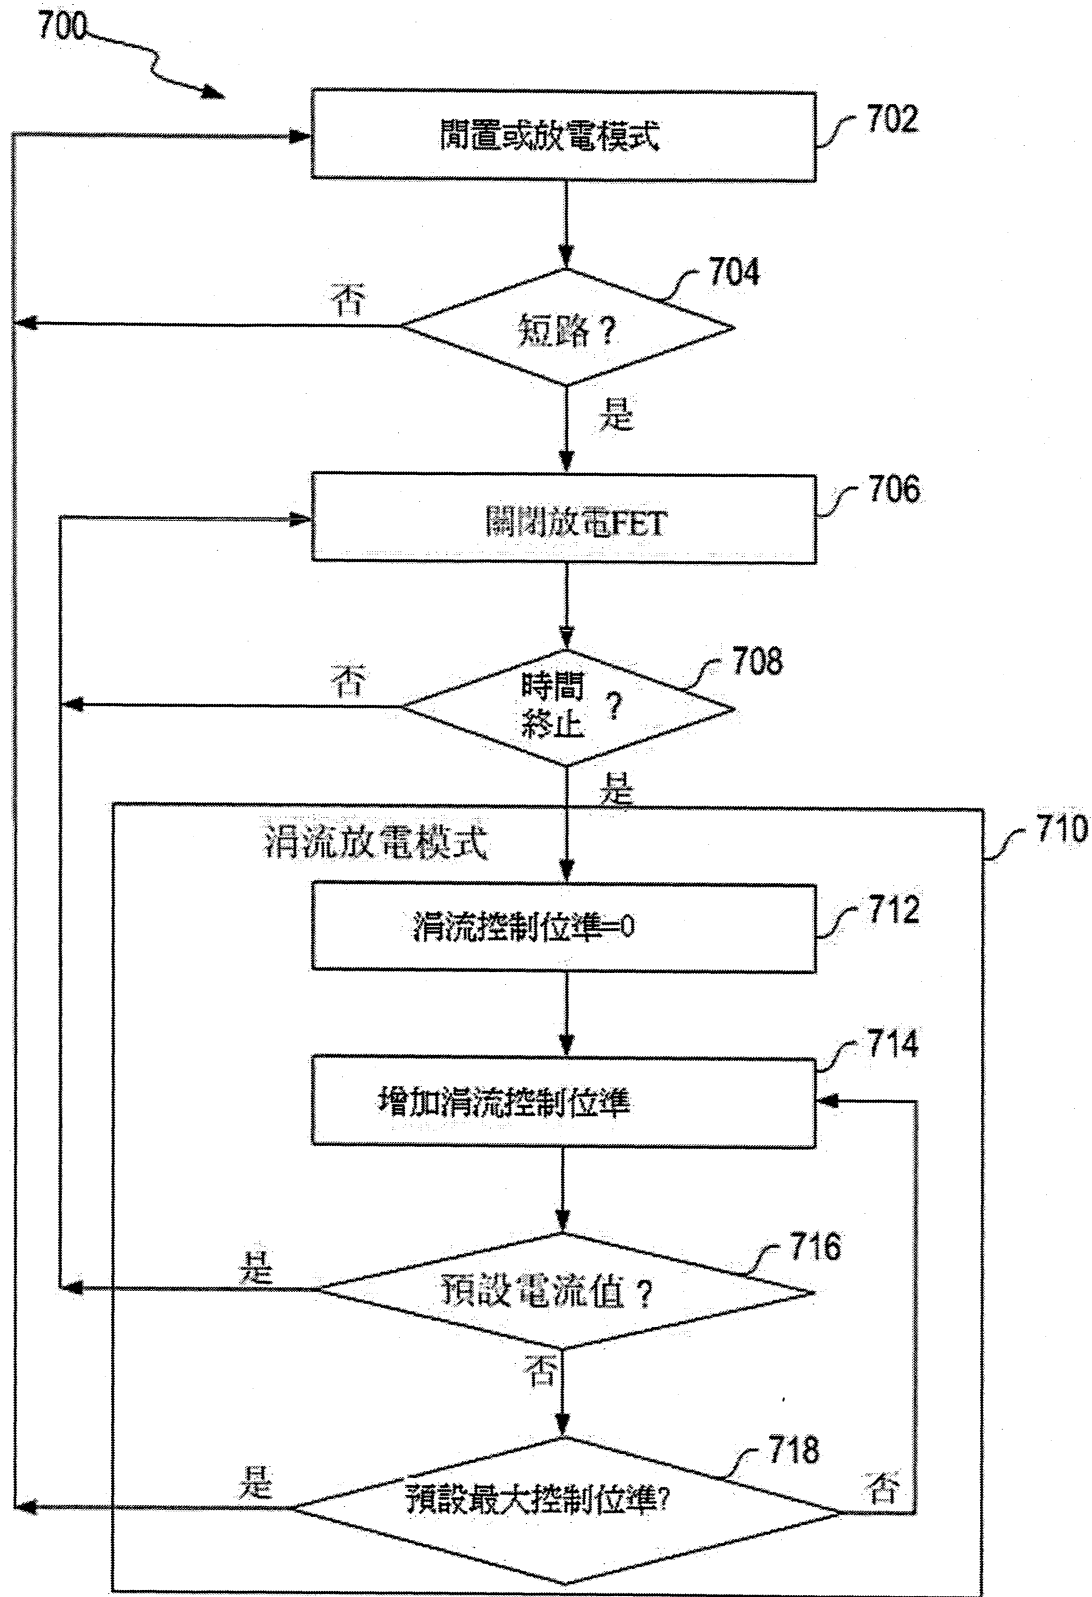 700
閒置或放電模式
702
704
否
短路？
是
706
關閉放電FET
708
否
時間
終止 ？
是
710
涓流放電模式
712
涓流控制位準=0
714
增加涓流控制位準
716
是
預設電流值？
否
718
是
預設最大控制位準?
否